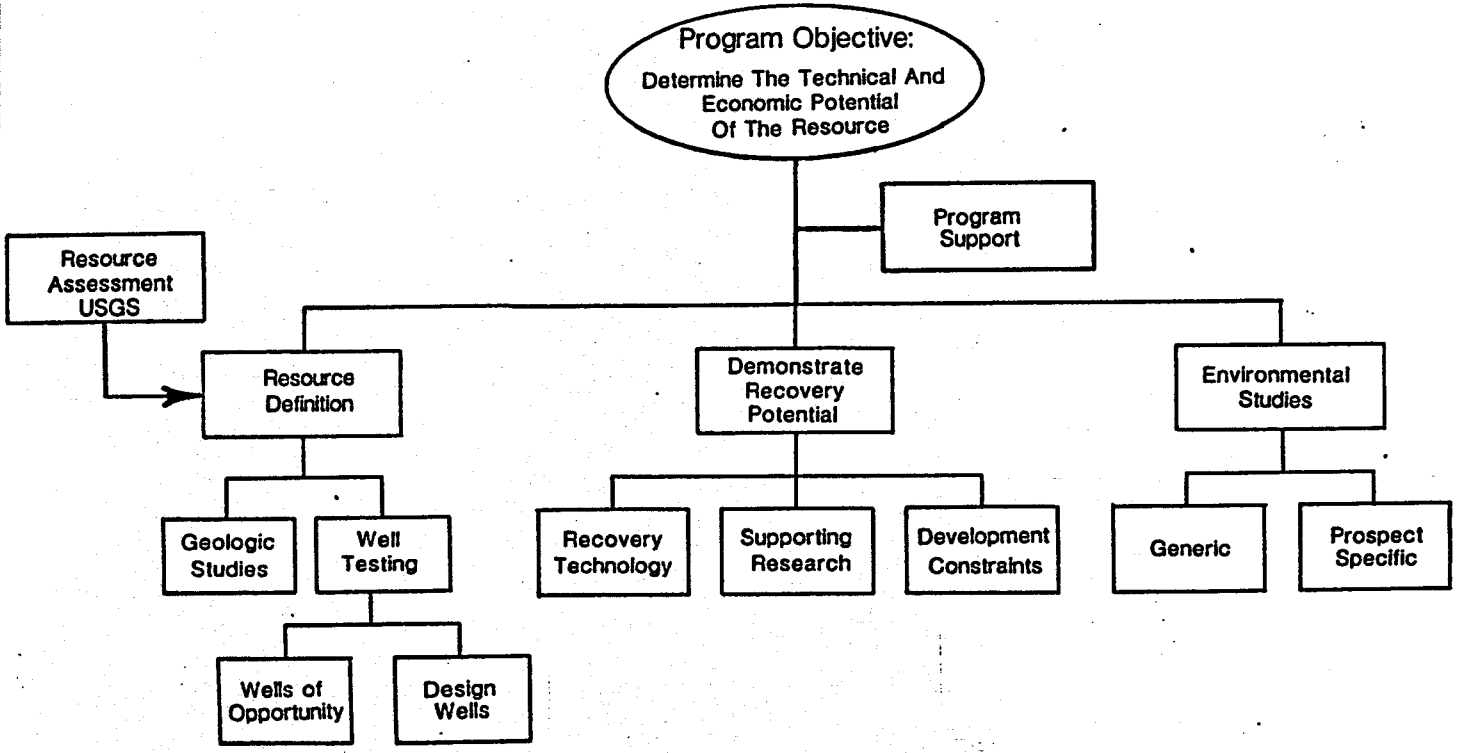 Program Objective:
Determine The Technical And
Economic Potential
Of The Resource
Program
Support
Resource
Assessment
USGS
Resource
Definition
Demonstrate
Recovery
Potential
Environmental
Studies
Geologic
Studies
Well
Testing
Recovery
Technology
Supporting
Research
Development
Constraints
Generic
Prospect
Specific
Wells of
Opportunity
Design
Wells